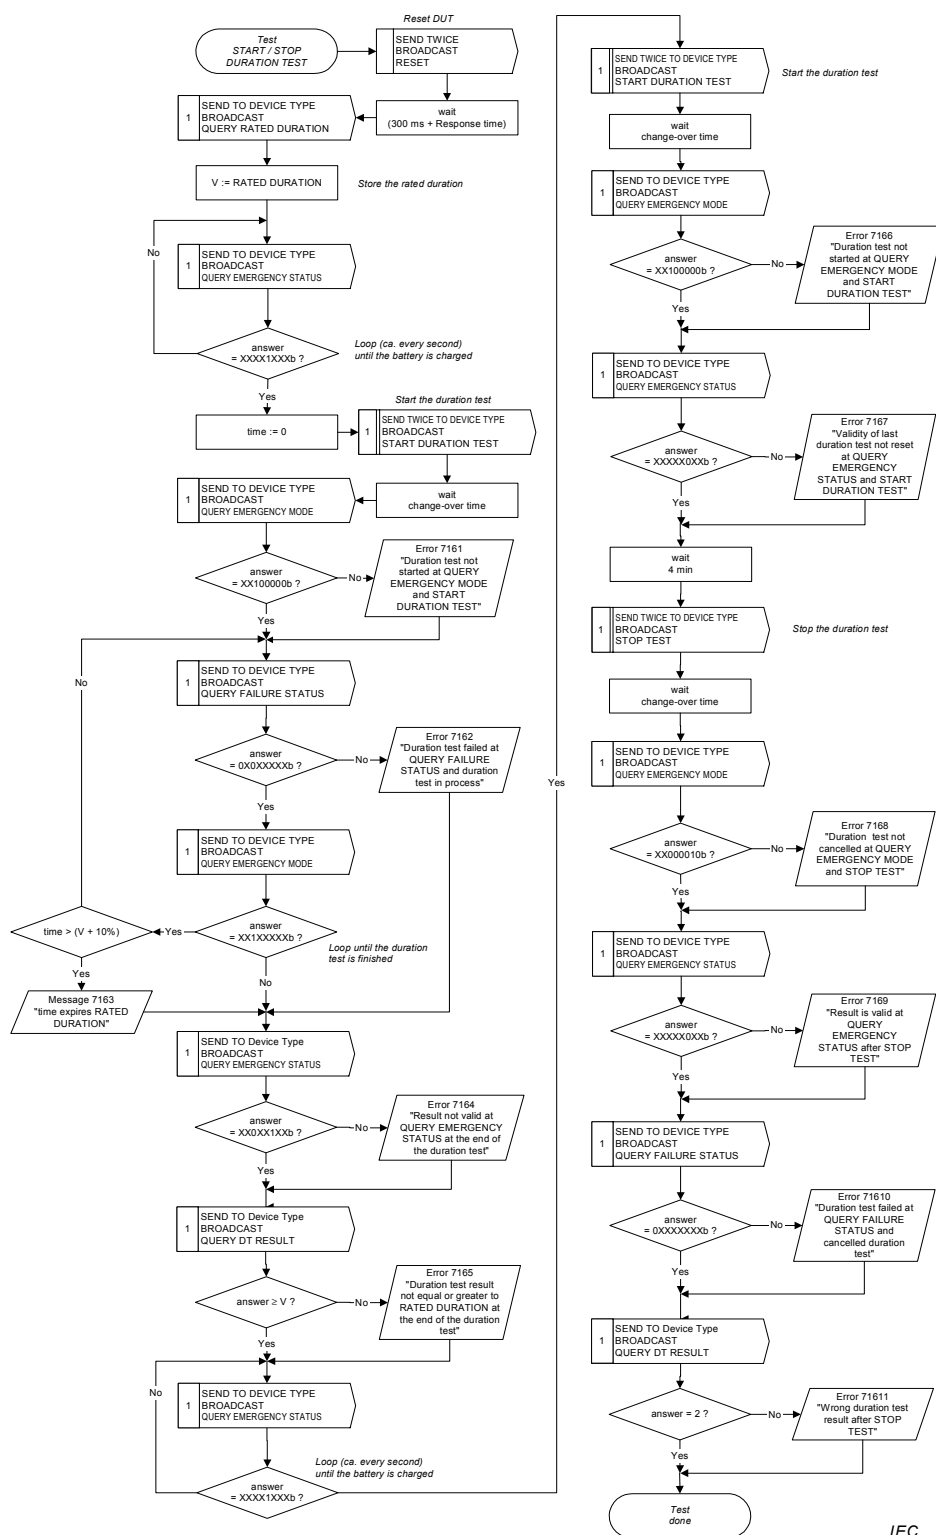 Test
START / STOP
DURATION TEST
Reset DUT
SEND TWICE
BROADCAST
RESET
wait
(300 ms + Response time)
1
SEND TO DEVICE TYPE
BROADCAST
QUERY RATED DURATION
V := RATED DURATION
Store the rated duration
No
1
SEND TO DEVICE TYPE
BROADCAST
QUERY EMERGENCY STATUS
answer
= XXXX1XXXb ?
Loop (ca. every second)
until the battery is charged
Yes
time := 0
Start the duration test
1
SEND TWICE TO DEVICE TYPE
BROADCAST
START DURATION TEST
wait
change-over time
1
SEND TO DEVICE TYPE
BROADCAST
QUERY EMERGENCY MODE
answer
= XX100000b ?
No
Error 7161
"Duration test not
started at QUERY
EMERGENCY MODE
and START
DURATION TEST"
Yes
No
1
SEND TO DEVICE TYPE
BROADCAST
QUERY FAILURE STATUS
answer
= 0X0XXXXXb ?
No
Error 7162
"Duration test failed at
QUERY FAILURE
STATUS and duration
test in process"
Yes
1
SEND TO DEVICE TYPE
BROADCAST
QUERY EMERGENCY MODE
time > (V + 10%)
Yes
answer
= XX1XXXXXb ?
Loop until the duration
test is finished
Yes
No
Message 7163
"time expires RATED
DURATION"
1
SEND TO Device Type
BROADCAST
QUERY EMERGENCY STATUS
answer
= XX0XX1XXb ?
No
Error 7164
"Result not valid at
QUERY EMERGENCY
STATUS at the end of
the duration test"
Yes
1
SEND TO Device Type
BROADCAST
QUERY DT RESULT
answer ≥ V ?
No
Error 7165
"Duration test result
not equal or greater to
RATED DURATION at
the end of the duration
test"
Yes
No
1
SEND TO DEVICE TYPE
BROADCAST
QUERY EMERGENCY STATUS
Loop (ca. every second)
until the battery is charged
answer
= XXXX1XXXb ?
Yes
1
SEND TWICE TO DEVICE TYPE
BROADCAST
START DURATION TEST
Start the duration test
wait
change-over time
1
SEND TO DEVICE TYPE
BROADCAST
QUERY EMERGENCY MODE
answer
= XX100000b ?
No
Error 7166
"Duration test not
started at QUERY
EMERGENCY MODE
and START
DURATION TEST"
Yes
1
SEND TO DEVICE TYPE
BROADCAST
QUERY EMERGENCY STATUS
answer
= XXXXX0XXb ?
No
Error 7167
"Validity of last
duration test not reset
at QUERY
EMERGENCY
STATUS and START
DURATION TEST"
Yes
wait
4 min
1
SEND TWICE TO DEVICE TYPE
BROADCAST
STOP TEST
Stop the duration test
wait
change-over time
1
SEND TO DEVICE TYPE
BROADCAST
QUERY EMERGENCY MODE
answer
= XX000010b ?
No
Error 7168
"Duration test not
cancelled at QUERY
EMERGENCY MODE
and STOP TEST"
Yes
1
SEND TO DEVICE TYPE
BROADCAST
QUERY EMERGENCY STATUS
answer
= XXXXX0XXb ?
No
Error 7169
"Result is valid at
QUERY
EMERGENCY
STATUS after STOP
TEST"
Yes
1
SEND TO DEVICE TYPE
BROADCAST
QUERY FAILURE STATUS
answer
= 0XXXXXXXb ?
No
Error 71610
"Duration test failed at
QUERY FAILURE
STATUS and
cancelled duration
test"
Yes
1
SEND TO Device Type
BROADCAST
QUERY DT RESULT
answer = 2 ?
No
Error 71611
"Wrong duration test
result after STOP
TEST"
Yes
Test
done
IEC